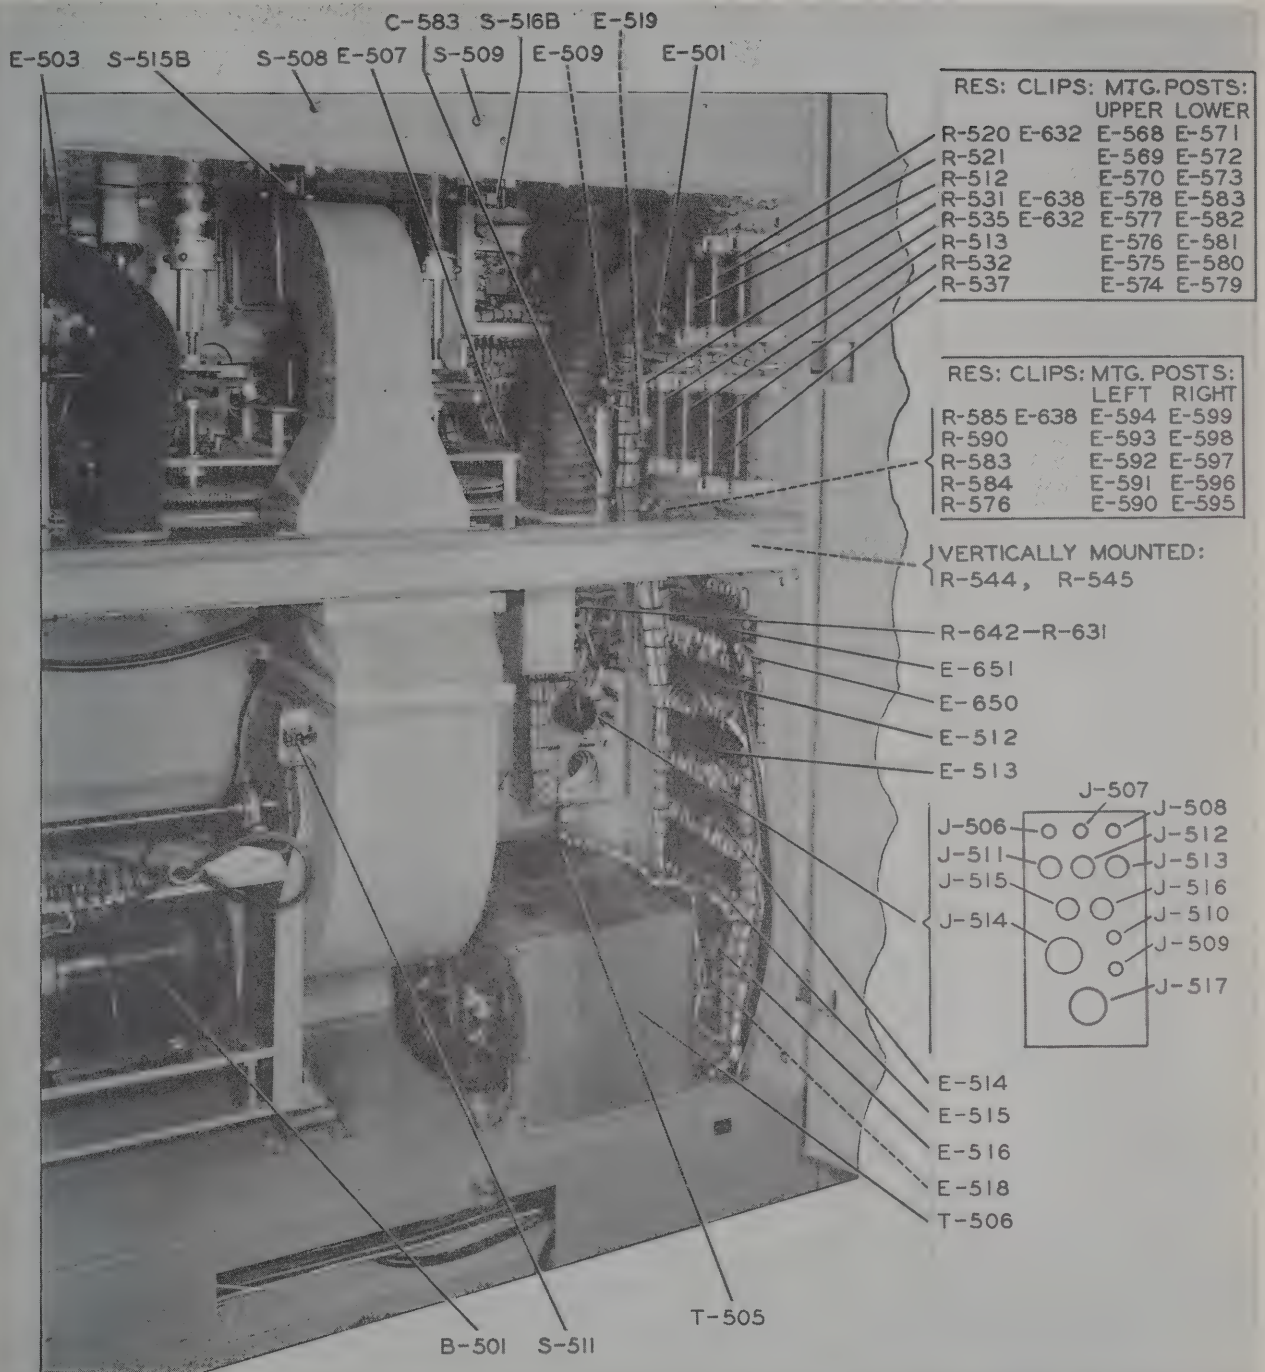 C-583 S-516B E-519
E-503 S-515B S-508 E-507 S-509 E-509 E-501
RES: CLIPS: MTG. POSTS:
UPPER LOWER
R-520 E-632 E-568 E-571
R-521 E-569 E-572
R-512 E-570 E-573
R-531 E-638 E-578 E-583
R-535 E-632 E-577 E-582
R-513 E-576 E-581
R-532 E-575 E-580
R-537 E-574 E-579
RES: CLIPS: MTG. POSTS:
LEFT RIGHT
R-585 E-638 E-594 E-599
R-590 E-593 E-598
R-583 E-592 E-597
R-584 E-591 E-596
R-576 E-590 E-595
VERTICALLY MOUNTED:
R-544, R-545
R-642-R-631
E-651
E-650
E-512
E-513
J-507
J-506 J-508
J-512
J-511 J-513
J-515 J-516
J-514 J-510
J-509
J-517
E-514
E-515
E-516
E-518
T-506
T-505
B-501 S-511